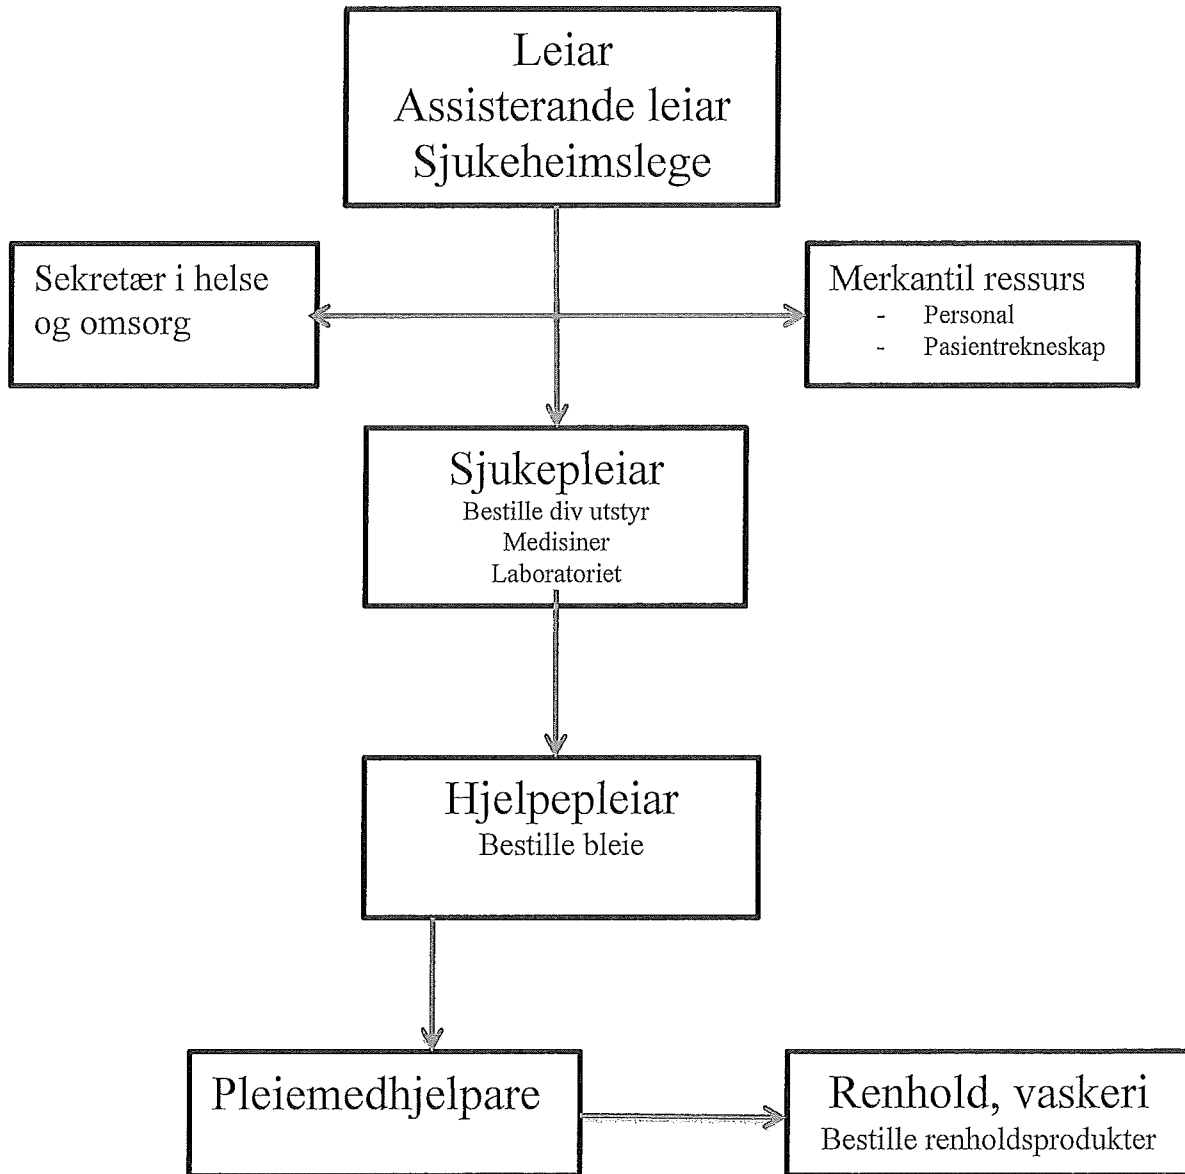 Leiar
Assisterande leiar
Sjukeheimslege
Sekretær i helse
og omsorg
Merkantil ressurs
- Personal
- Pasientrekneskap
Sjukepleiar
Bestille div utstyr
Medisiner
Laboratoriet
Hjelpepleiar
Bestille bleie
Pleiemedhjelpare
Renhold, vaskeri
Bestille renholdsprodukter